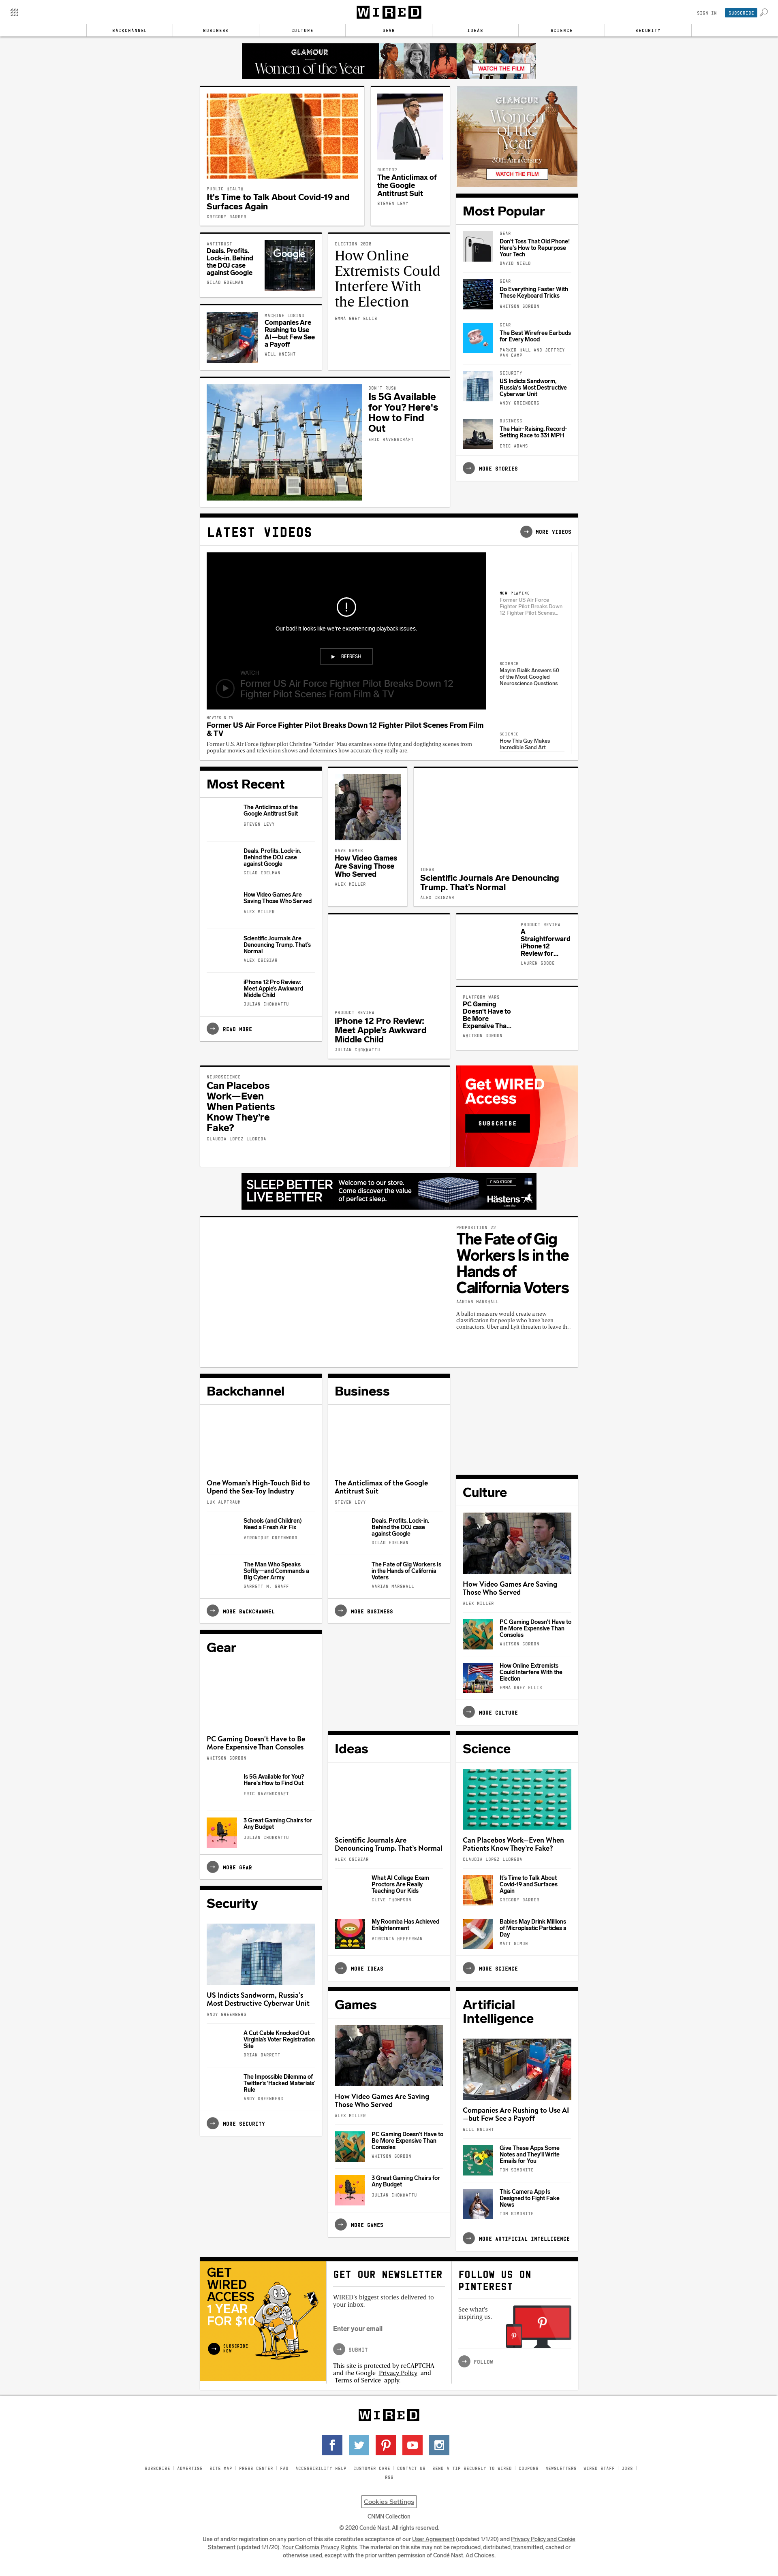 WIRED
SIGN IN | SUBSCRIBE
BACKCHANNEL BUSINESS CULTURE GEAR IDEAS SCIENCE SECURITY
GLAMOUR
Women of the Year
WATCH THE FILM
PUBLIC HEALTH
It's Time to Talk About Covid-19 and
Surfaces Again
GREGORY BARBER
BUSTED?
The Anticlimax of
the Google
Antitrust Suit
STEVEN LEVY
GLAMOUR
Women
of the
Year
30th Anniversary
WATCH THE FILM
ANTITRUST
Deals. Profits.
Lock-in. Behind
the DOJ case
against Google
GILAD EDELMAN
Google
MACHINE LOSING
Companies Are
Rushing to Use
AI—but Few See
a Payoff
WILL KNIGHT
ELECTION 2020
How Online
Extremists Could
Interfere With
the Election
EMMA GREY ELLIS
DON'T RUSH
Is 5G Available
for You? Here's
How to Find
Out
ERIC RAVENSCRAFT
Most Popular
GEAR
Don't Toss That Old Phone!
Here's How to Repurpose
Your Tech
DAVID NIELD
GEAR
Do Everything Faster With
These Keyboard Tricks
WHITSON GORDON
GEAR
The Best Wirefree Earbuds
for Every Mood
PARKER HALL AND JEFFREY
VAN CAMP
SECURITY
US Indicts Sandworm,
Russia's Most Destructive
Cyberwar Unit
ANDY GREENBERG
BUSINESS
The Hair-Raising, Record-
Setting Race to 331 MPH
ERIC ADAMS
MORE STORIES
LATEST VIDEOS
MORE VIDEOS
Our bad! It looks like we're experiencing playback issues.
REFRESH
WATCH
Former US Air Force Fighter Pilot Breaks Down 12
Fighter Pilot Scenes From Film & TV
MOVIES & TV
Former US Air Force Fighter Pilot Breaks Down 12 Fighter Pilot Scenes From Film
& TV
Former U.S. Air Force fighter pilot Christine "Grinder" Mau examines some flying and dogfighting scenes from
popular movies and television shows and determines how accurate they really are.
NOW PLAYING
Former US Air Force
Fighter Pilot Breaks Down
12 Fighter Pilot Scenes...
SCIENCE
Mayim Bialik Answers 50
of the Most Googled
Neuroscience Questions
SCIENCE
How This Guy Makes
Incredible Sand Art
Most Recent
The Anticlimax of the
Google Antitrust Suit
STEVEN LEVY
Deals. Profits. Lock-in.
Behind the DOJ case
against Google
GILAD EDELMAN
How Video Games Are
Saving Those Who Served
ALEX MILLER
Scientific Journals Are
Denouncing Trump. That's
Normal
ALEX CSISZAR
iPhone 12 Pro Review:
Meet Apple's Awkward
Middle Child
JULIAN CHOKKATTU
READ MORE
SAVE GAMED
How Video Games
Are Saving Those
Who Served
ALEX MILLER
IDEAS
Scientific Journals Are Denouncing
Trump. That's Normal
ALEX CSISZAR
PRODUCT REVIEW
iPhone 12 Pro Review:
Meet Apple's Awkward
Middle Child
JULIAN CHOKKATTU
PRODUCT REVIEW
A
Straightforward
iPhone 12
Review for...
LAUREN GOODE
PLATFORM WARS
PC Gaming
Doesn't Have to
Be More
Expensive Tha...
WHITSON GORDON
NEUROSCIENCE
Can Placebos
Work—Even
When Patients
Know They're
Fake?
CLAUDIA LOPEZ LLOREDA
Get WIRED
Access
SUBSCRIBE
SLEEP BETTER
LIVE BETTER
Welcome to our store.
Come discover the value
of perfect sleep.
FIND STORE
Hästens
PROPOSITION 22
The Fate of Gig
Workers Is in the
Hands of
California Voters
AARIAN MARSHALL
A ballot measure would create a new
classification for people who have been
contractors. Uber and Lyft threaten to leave th...
Backchannel
One Woman's High-Touch Bid to
Upend the Sex-Toy Industry
LUX ALPTRAUM
Schools (and Children)
Need a Fresh Air Fix
VERONIQUE GREENWOOD
The Man Who Speaks
Softly—and Commands a
Big Cyber Army
GARRETT M. GRAFF
MORE BACKCHANNEL
Business
The Anticlimax of the Google
Antitrust Suit
STEVEN LEVY
Deals. Profits. Lock-in.
Behind the DOJ case
against Google
GILAD EDELMAN
The Fate of Gig Workers Is
in the Hands of California
Voters
AARIAN MARSHALL
MORE BUSINESS
Culture
How Video Games Are Saving
Those Who Served
ALEX MILLER
PC Gaming Doesn't Have to
Be More Expensive Than
Consoles
WHITSON GORDON
How Online Extremists
Could Interfere With the
Election
EMMA GREY ELLIS
MORE CULTURE
Gear
PC Gaming Doesn't Have to Be
More Expensive Than Consoles
WHITSON GORDON
Is 5G Available for You?
Here's How to Find Out
ERIC RAVENSCRAFT
3 Great Gaming Chairs for
Any Budget
JULIAN CHOKKATTU
MORE GEAR
Ideas
Scientific Journals Are
Denouncing Trump. That's Normal
ALEX CSISZAR
What AI College Exam
Proctors Are Really
Teaching Our Kids
CLIVE THOMPSON
My Roomba Has Achieved
Enlightenment
VIRGINIA HEFFERNAN
MORE IDEAS
Science
Can Placebos Work—Even When
Patients Know They're Fake?
CLAUDIA LOPEZ LLOREDA
It's Time to Talk About
Covid-19 and Surfaces
Again
GREGORY BARBER
Babies May Drink Millions
of Microplastic Particles a
Day
MATT SIMON
MORE SCIENCE
Security
US Indicts Sandworm, Russia's
Most Destructive Cyberwar Unit
ANDY GREENBERG
A Cut Cable Knocked Out
Virginia's Voter Registration
Site
BRIAN BARRETT
The Impossible Dilemma of
Twitter's 'Hacked Materials'
Rule
ANDY GREENBERG
MORE SECURITY
Games
How Video Games Are Saving
Those Who Served
ALEX MILLER
PC Gaming Doesn't Have to
Be More Expensive Than
Consoles
WHITSON GORDON
3 Great Gaming Chairs for
Any Budget
JULIAN CHOKKATTU
MORE GAMES
Artificial
Intelligence
Companies Are Rushing to Use AI
—but Few See a Payoff
WILL KNIGHT
Give These Apps Some
Notes and They'll Write
Emails for You
TOM SIMONITE
This Camera App Is
Designed to Fight Fake
News
TOM SIMONITE
MORE ARTIFICIAL INTELLIGENCE
GET
WIRED
ACCESS
1 YEAR
FOR $10
SUBSCRIBE
NOW
GET OUR NEWSLETTER
WIRED's biggest stories delivered to
your inbox.
Enter your email
SUBMIT
This site is protected by reCAPTCHA
and the Google Privacy Policy and
Terms of Service apply.
FOLLOW US ON
PINTEREST
See what's
inspiring us.
FOLLOW
WIRED
SUBSCRIBE | ADVERTISE | SITE MAP | PRESS CENTER | FAQ | ACCESSIBILITY HELP | CUSTOMER CARE | CONTACT US | SEND A TIP SECURELY TO WIRED | COUPONS | NEWSLETTERS | WIRED STAFF | JOBS |
RSS
Cookies Settings
CNMN Collection
© 2020 Condé Nast. All rights reserved.
Use of and/or registration on any portion of this site constitutes acceptance of our User Agreement (updated 1/1/20) and Privacy Policy and Cookie
Statement (updated 1/1/20). Your California Privacy Rights. The material on this site may not be reproduced, distributed, transmitted, cached or
otherwise used, except with the prior written permission of Condé Nast. Ad Choices.